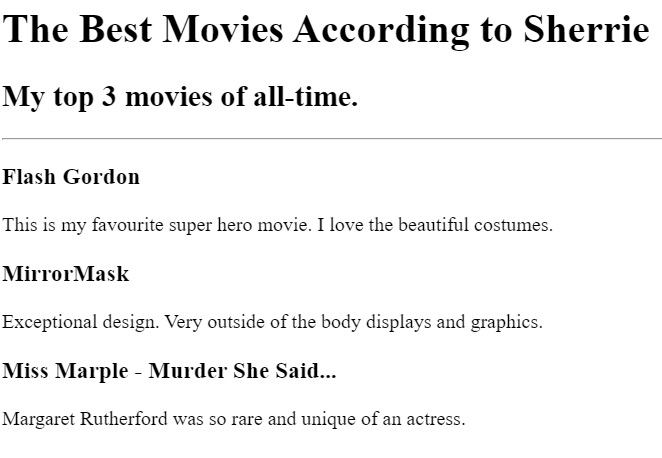 The Best Movies According to Sherrie
My top 3 movies of all-time.
Flash Gordon
This is my favourite super hero movie. I love the beautiful costumes.
MirrorMask
Exceptional design. Very outside of the body displays and graphics.
Miss Marple - Murder She Said...
Margaret Rutherford was so rare and unique of an actress.